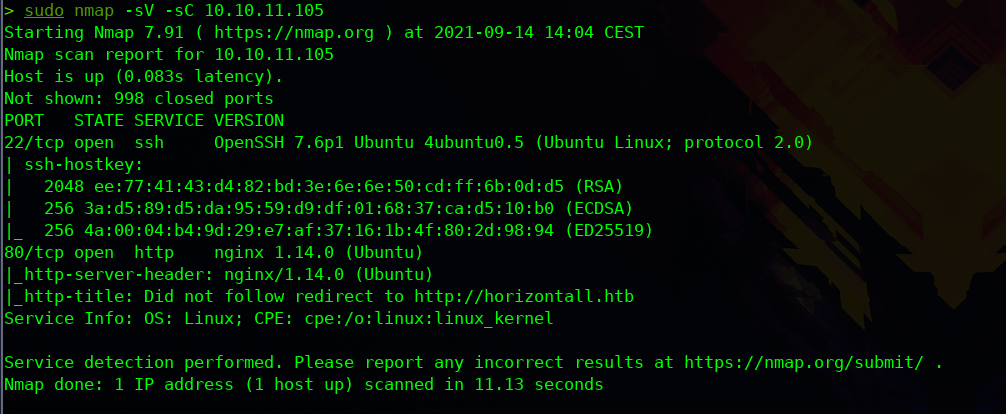 > sudo nmap -sV -sC 10.10.11.105
Starting Nmap 7.91 ( https://nmap.org ) at 2021-09-14 14:04 CEST
Nmap scan report for 10.10.11.105
Host is up (0.083s latency).
Not shown: 998 closed ports
PORT   STATE SERVICE VERSION
22/tcp open  ssh     OpenSSH 7.6p1 Ubuntu 4ubuntu0.5 (Ubuntu Linux; protocol 2.0)
| ssh-hostkey:
|   2048 ee:77:41:43:d4:82:bd:3e:6e:6e:50:cd:ff:6b:0d:d5 (RSA)
|   256 3a:d5:89:d5:da:95:59:d9:df:01:68:37:ca:d5:10:b0 (ECDSA)
|_  256 4a:00:04:b4:9d:29:e7:af:37:16:1b:4f:80:2d:98:94 (ED25519)
80/tcp open  http    nginx 1.14.0 (Ubuntu)
|_http-server-header: nginx/1.14.0 (Ubuntu)
|_http-title: Did not follow redirect to http://horizontall.htb
Service Info: OS: Linux; CPE: cpe:/o:linux:linux_kernel

Service detection performed. Please report any incorrect results at https://nmap.org/submit/ .
Nmap done: 1 IP address (1 host up) scanned in 11.13 seconds